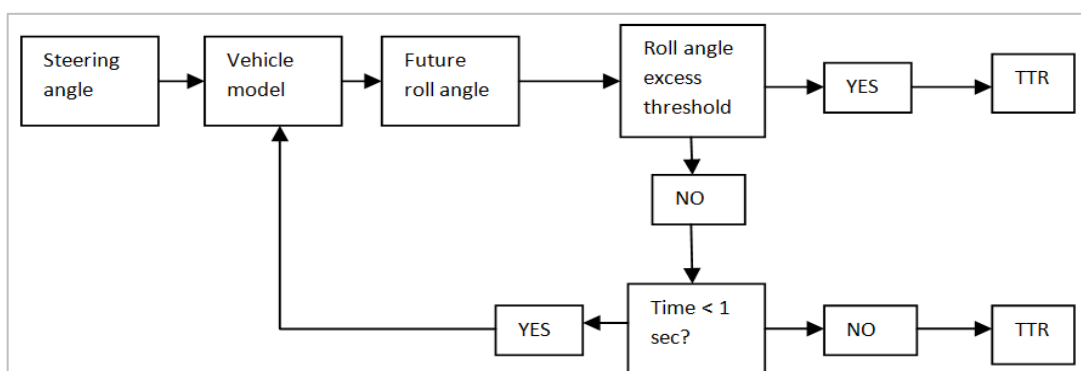 Steering
angle
Vehicle
model
Future
roll angle
Roll angle
excess
threshold
YES
TTR
NO
Time < 1
sec?
YES
NO
TTR